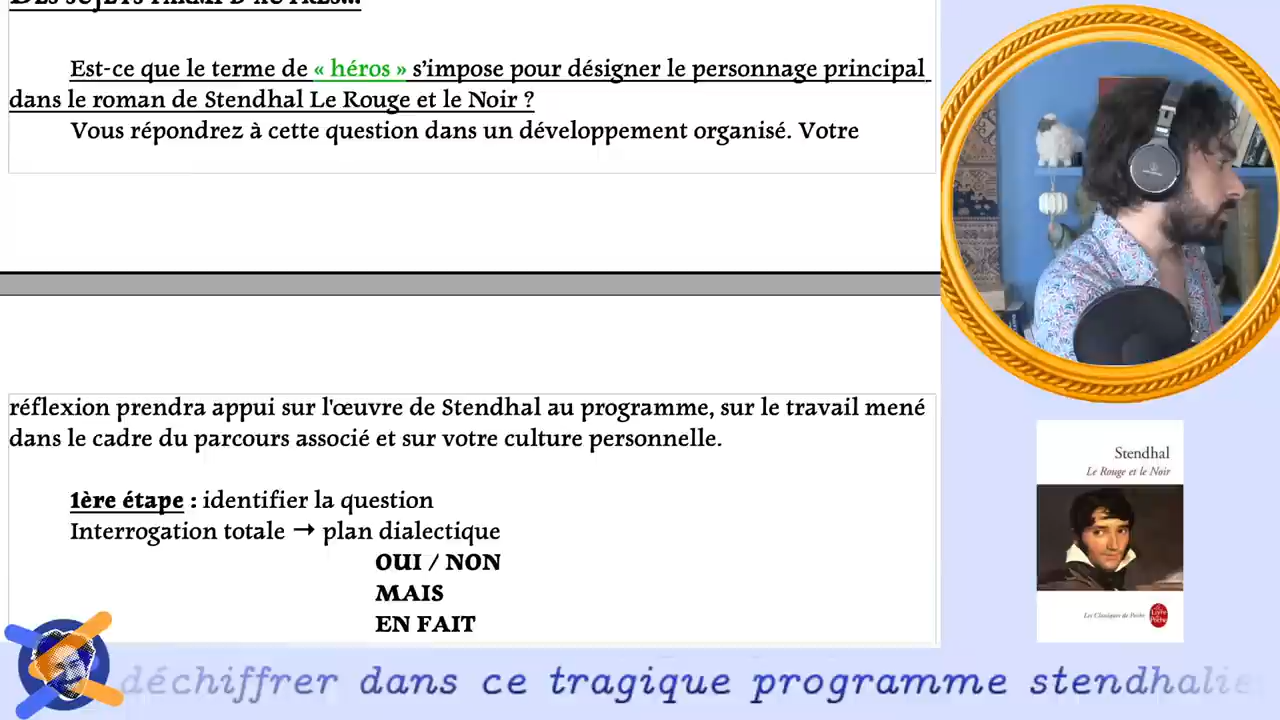 Est-ce que le terme de « héros » s'impose pour désigner le personnage principal
dans le roman de Stendhal Le Rouge et le Noir ?
Vous répondrez à cette question dans un développement organisé. Votre
réflexion prendra appui sur l'œuvre de Stendhal au programme, sur le travail mené
dans le cadre du parcours associé et sur votre culture personnelle.
1ère étape : identifier la question
Interrogation totale → plan dialectique
OUI / NON
MAIS
EN FAIT
Stendhal
Le Rouge et le Noir
Les Classiques de Poche
déchiffrer dans ce tragique programme